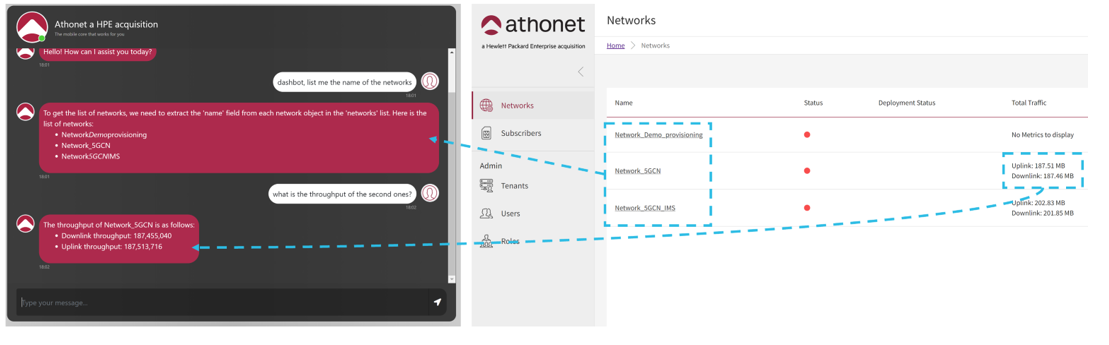 Athonet a HPE acquisition
The mobile core that works for you
Hello! How can I assist you today?
18:01
dashbot, list me the name of the networks
18:01
To get the list of networks, we need to extract the 'name' field from each network object in the 'networks' list. Here is the
list of networks:
• NetworkDemoprovisioning
• Network_5GCN
• Network5GCNIMS
18:01
what is the throughput of the second ones?
18:02
The throughput of Network_5GCN is as follows:
• Downlink throughput: 187,455,040
• Uplink throughput: 187,513,716
18:02
Type your message...
athonet
a Hewlett Packard Enterprise acquisition
Networks
Subscribers
Admin
Tenants
Users
Roles
Networks
Home > Networks
Name Status Deployment Status Total Traffic
Network_Demo_provisioning No Metrics to display
Network_5GCN Uplink: 187.51 MB
Downlink: 187.46 MB
Network_5GCN_IMS Uplink: 202.83 MB
Downlink: 201.85 MB